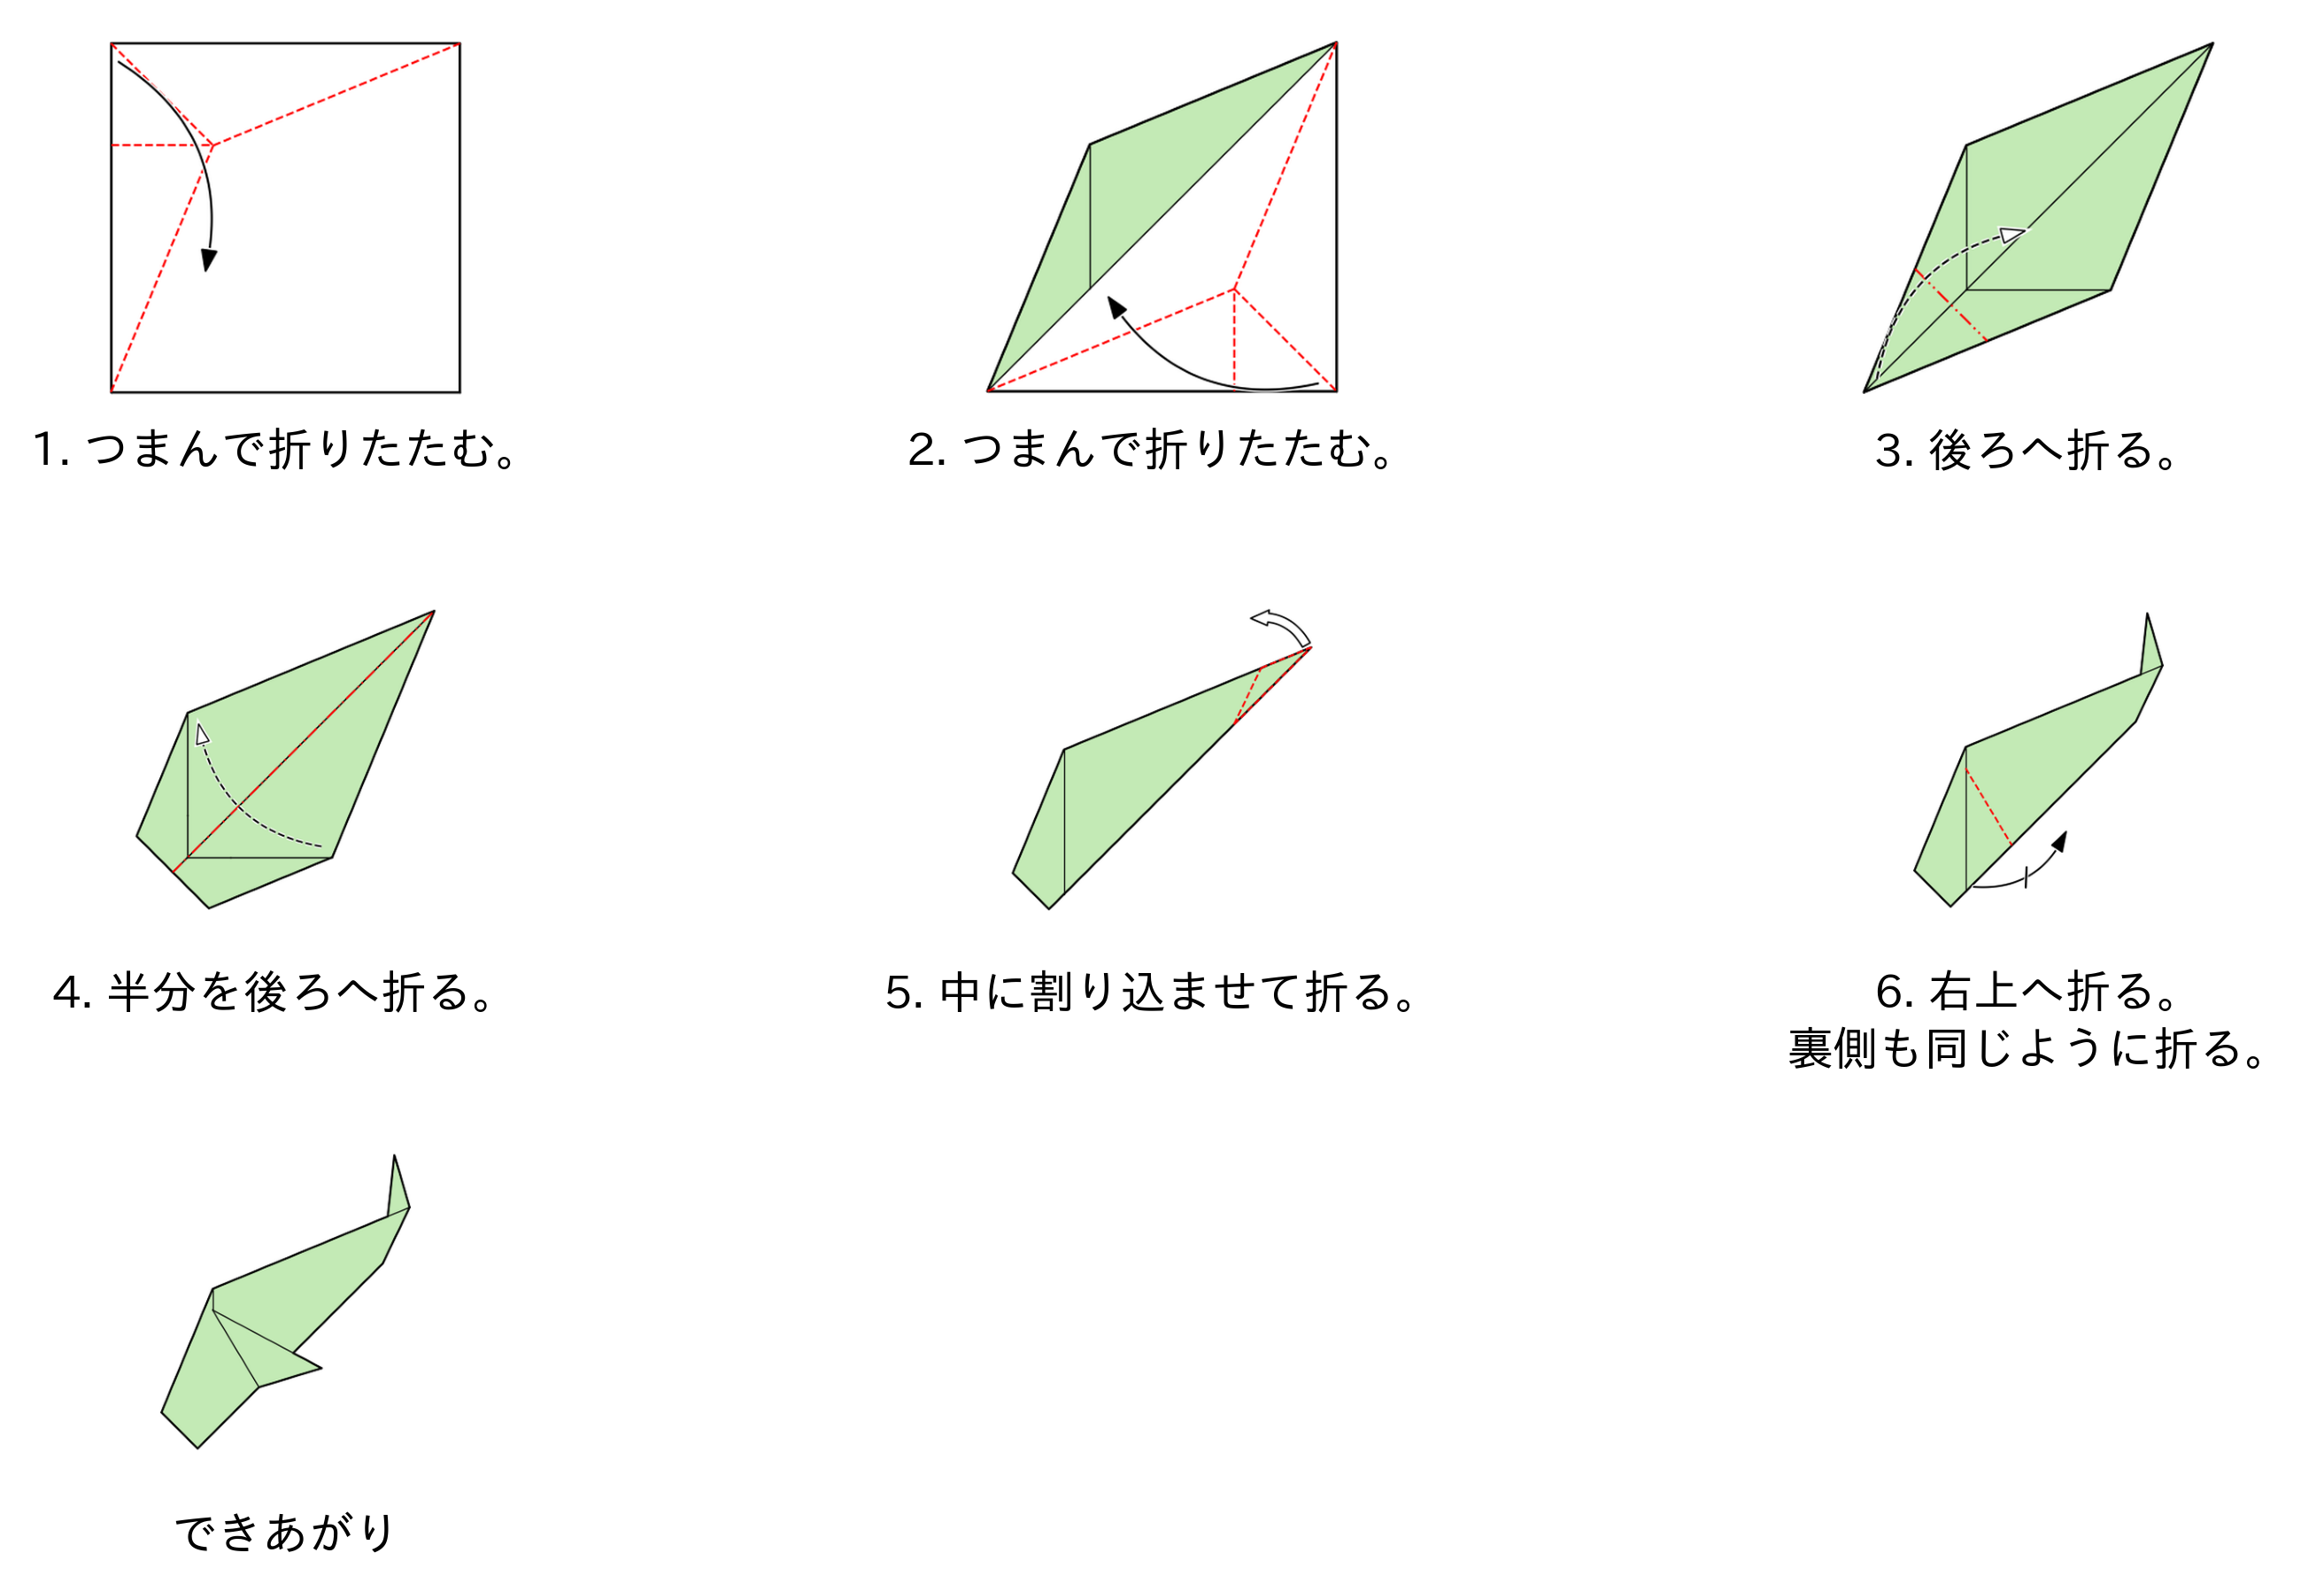 1. つまんで折りたたむ。
2. つまんで折りたたむ。
3. 後ろへ折る。
4. 半分を後ろへ折る。
5. 中に割り込ませて折る。
6. 右上へ折る。
裏側も同じように折る。
できあがり